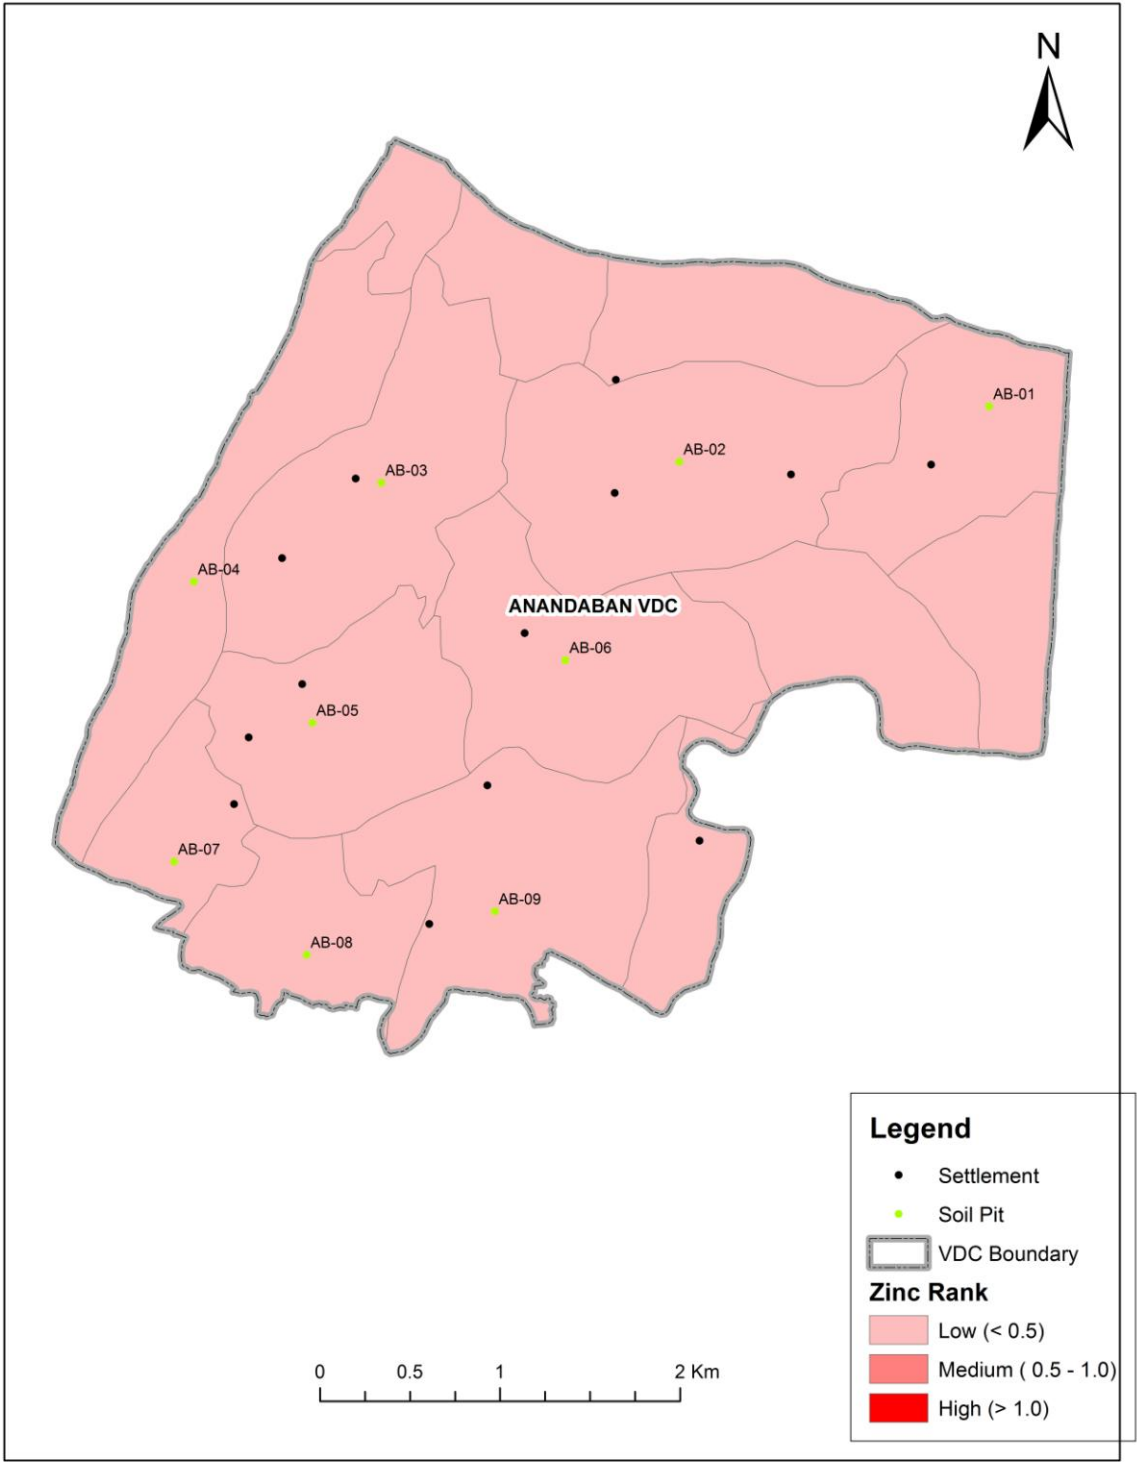 N
AB-01
AB-02
AB-03
AB-04
ANANDABAN VDC
AB-06
AB-05
AB-07
AB-09
AB-08
Legend
Settlement
Soil Pit
VDC Boundary
Zinc Rank
Low (< 0.5)
Medium ( 0.5 - 1.0)
High (> 1.0)
0 0.5 1 2 Km